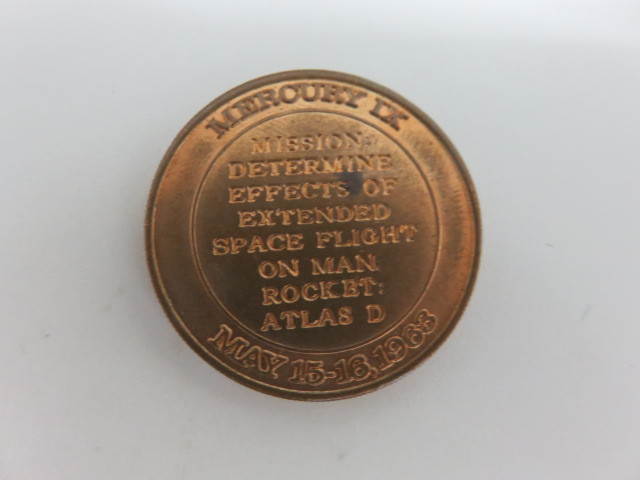 MERCURY IX
MISSION:
DETERMINE
EFFECTS OF
EXTENDED
SPACE FLIGHT
ON MAN
ROCKET:
ATLAS D
MAY 15-16, 1963